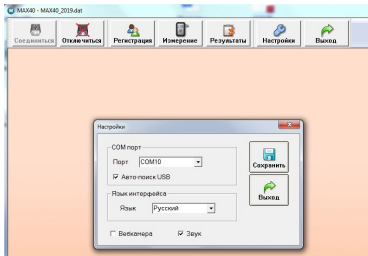 MAX40 - MAX40_2019.dat
Соединиться Отключиться Регистрация Измерение Результаты Настройки Выход
Настройки
COM порт
Порт COM10
Авто-поиск USB
Сохранить
Язык интерфейса
Язык Русский
Выход
Вебкамера Звук